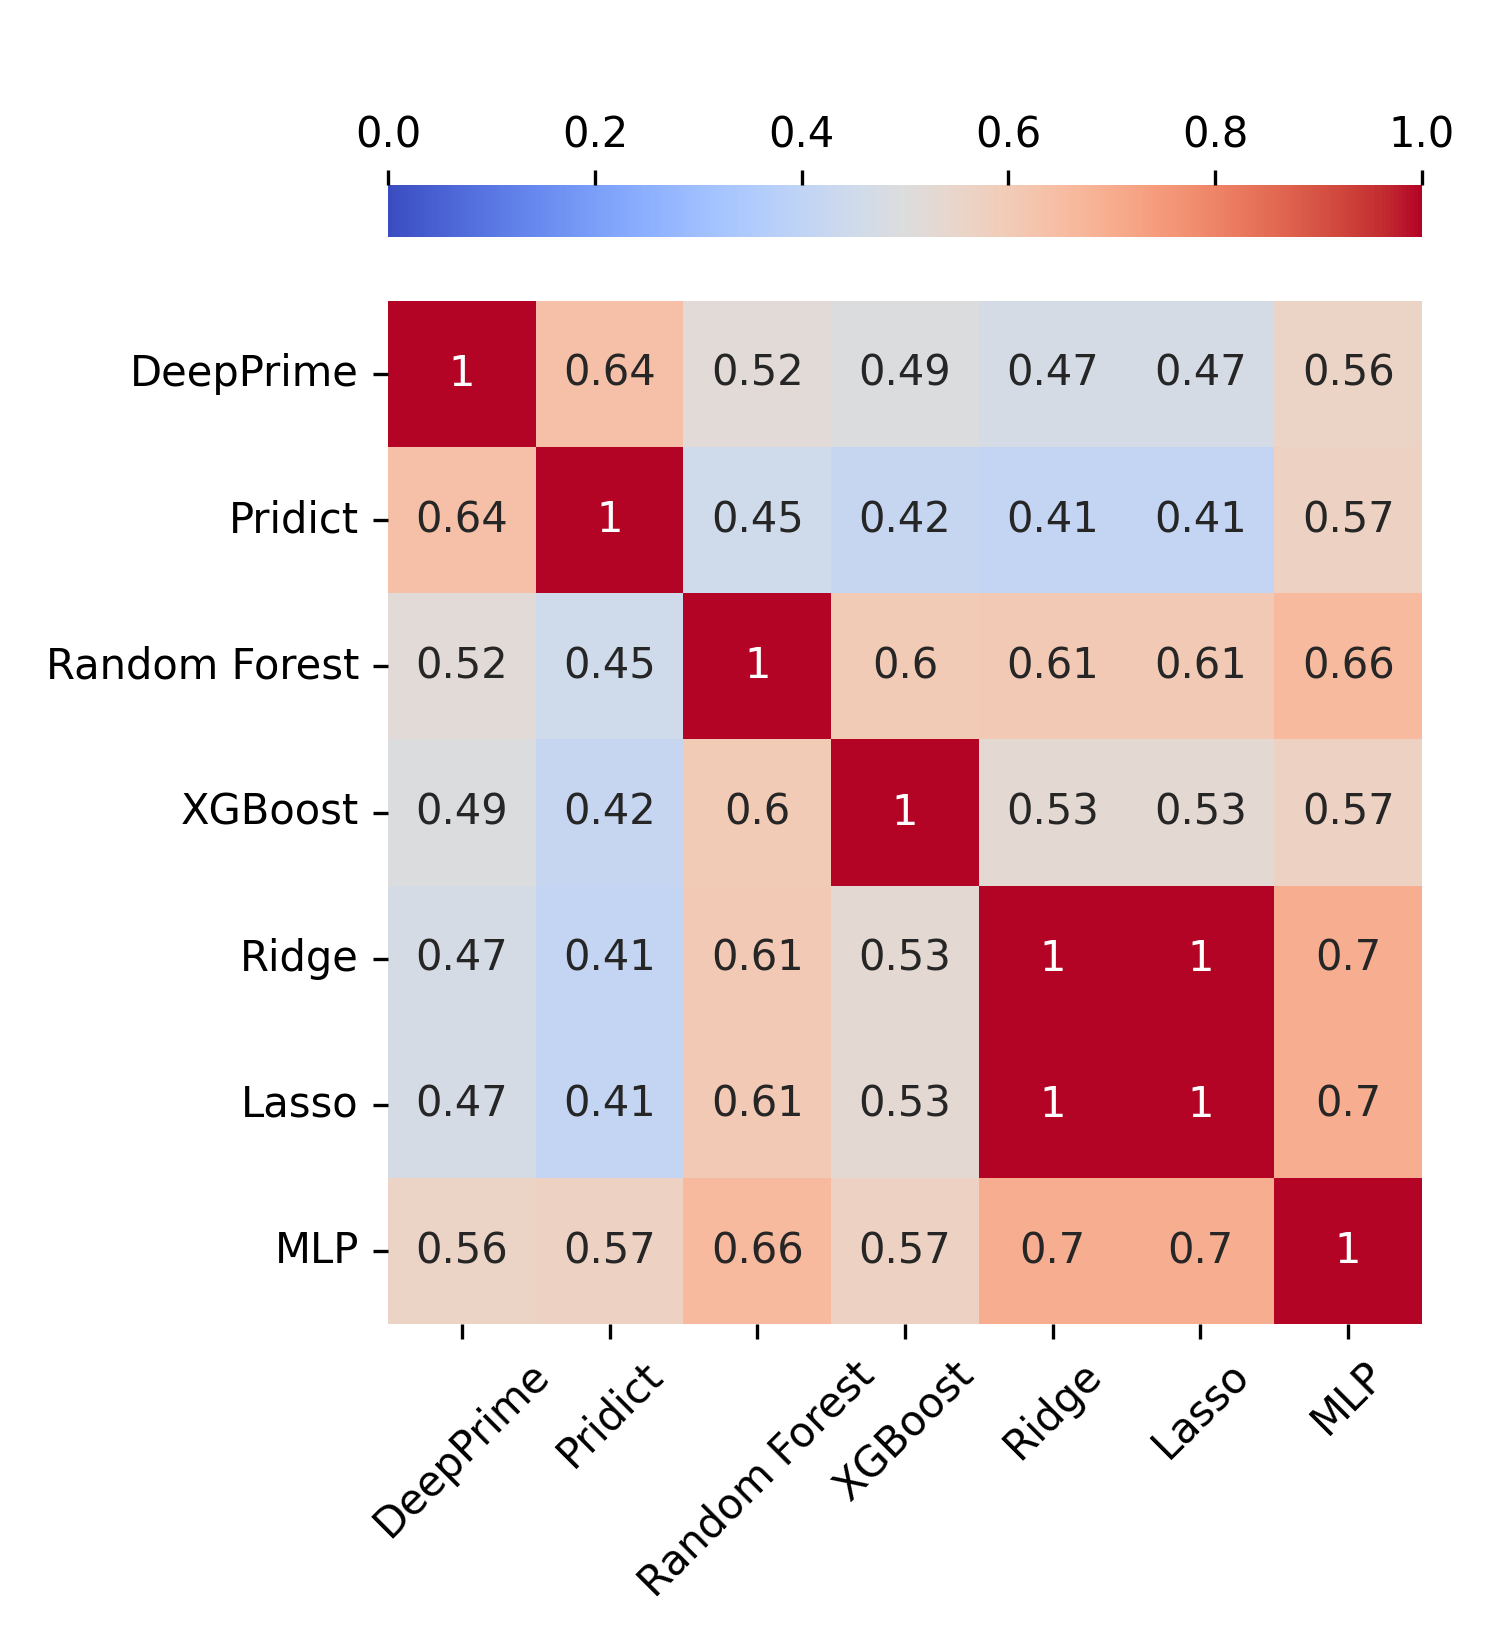 0.0 0.2 0.4 0.6 0.8 1.0
DeepPrime 1 0.64 0.52 0.49 0.47 0.47 0.56
Pridict 0.64 1 0.45 0.42 0.41 0.41 0.57
Random Forest 0.52 0.45 1 0.6 0.61 0.61 0.66
XGBoost 0.49 0.42 0.6 1 0.53 0.53 0.57
Ridge 0.47 0.41 0.61 0.53 1 1 0.7
Lasso 0.47 0.41 0.61 0.53 1 1 0.7
MLP 0.56 0.57 0.66 0.57 0.7 0.7 1
DeepPrime Pridict Random Forest XGBoost Ridge Lasso MLP